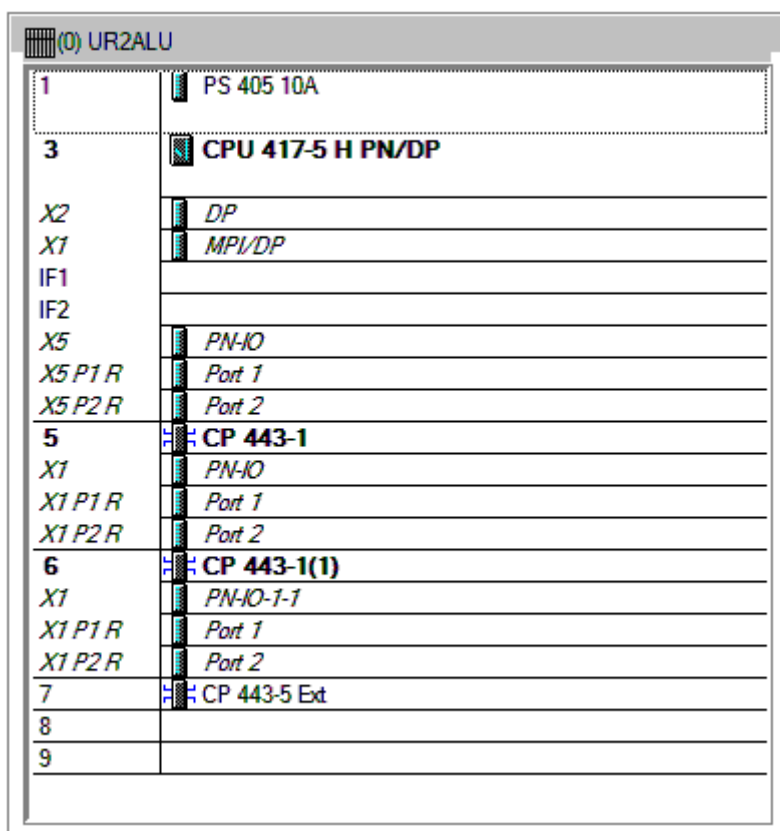 (0) UR2ALU
1 PS 405 10A
3 CPU 417-5 H PN/DP
X2 DP
X1 MPI/DP
IF1
IF2
X5 PN-IO
X5 P1 R Port 1
X5 P2 R Port 2
5 CP 443-1
X1 PN-IO
X1 P1 R Port 1
X1 P2 R Port 2
6 CP 443-1(1)
X1 PN-IO-1-1
X1 P1 R Port 1
X1 P2 R Port 2
7 CP 443-5 Ext
8
9